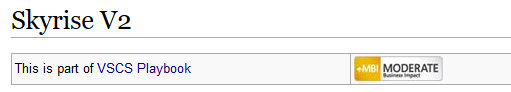 Skyrise V2
This is part of VSCS Playbook
MBI MODERATE
Business Impact